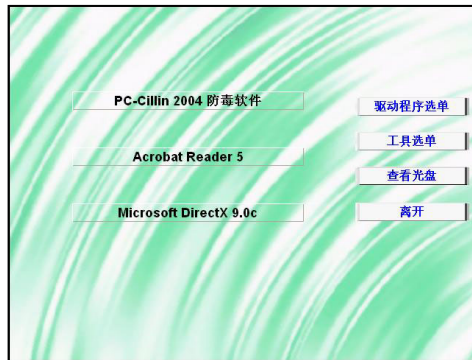 PC-Cillin 2004 防毒软件
Acrobat Reader 5
Microsoft DirectX 9.0c
驱动程序选单
工具选单
查看光盘
离开